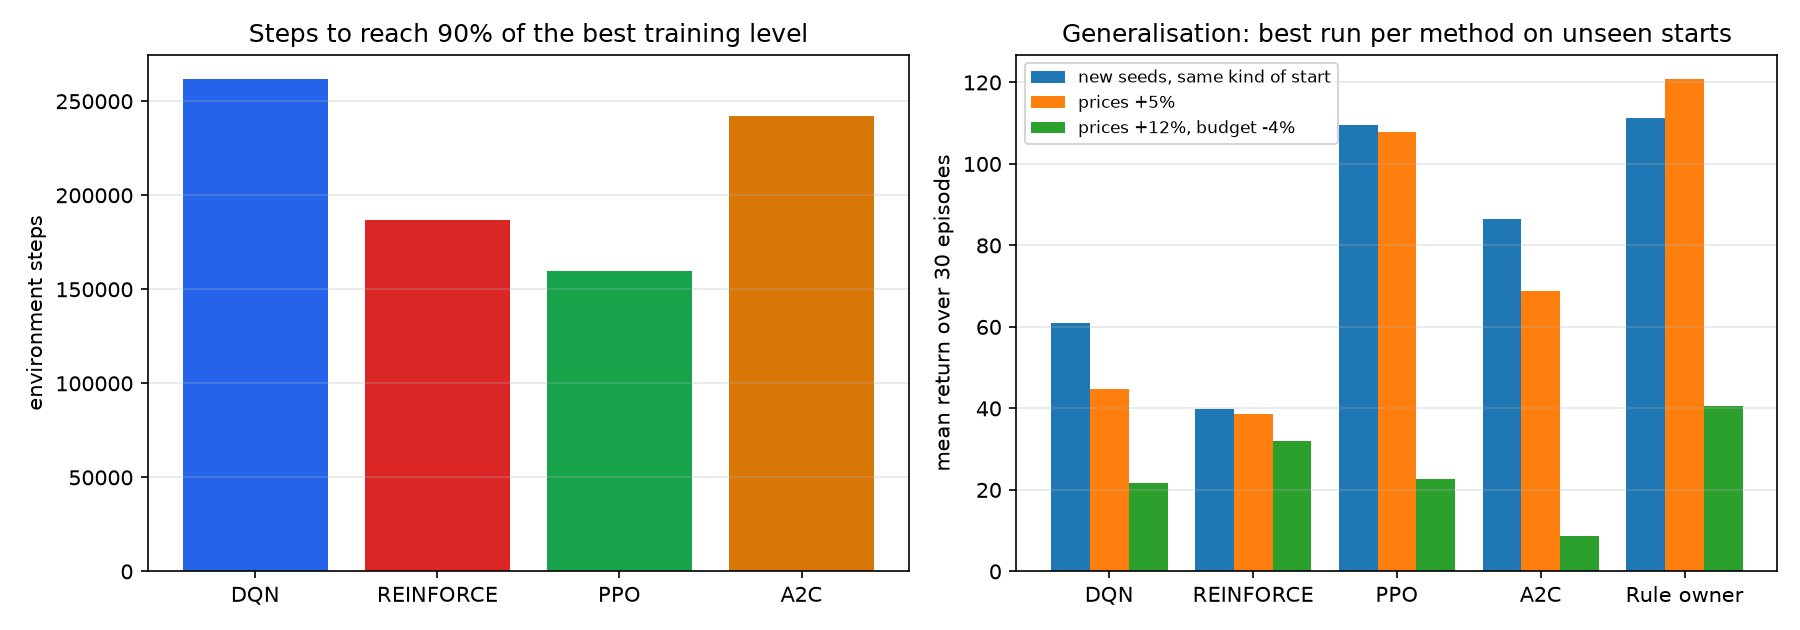 Steps to reach 90% of the best training level
environment steps
250000
200000
150000
100000
50000
0
DQN
REINFORCE
PPO
A2C
Generalisation: best run per method on unseen starts
mean return over 30 episodes
new seeds, same kind of start
prices +5%
prices +12%, budget -4%
120
100
80
60
40
20
0
DQN
REINFORCE
PPO
A2C
Rule owner